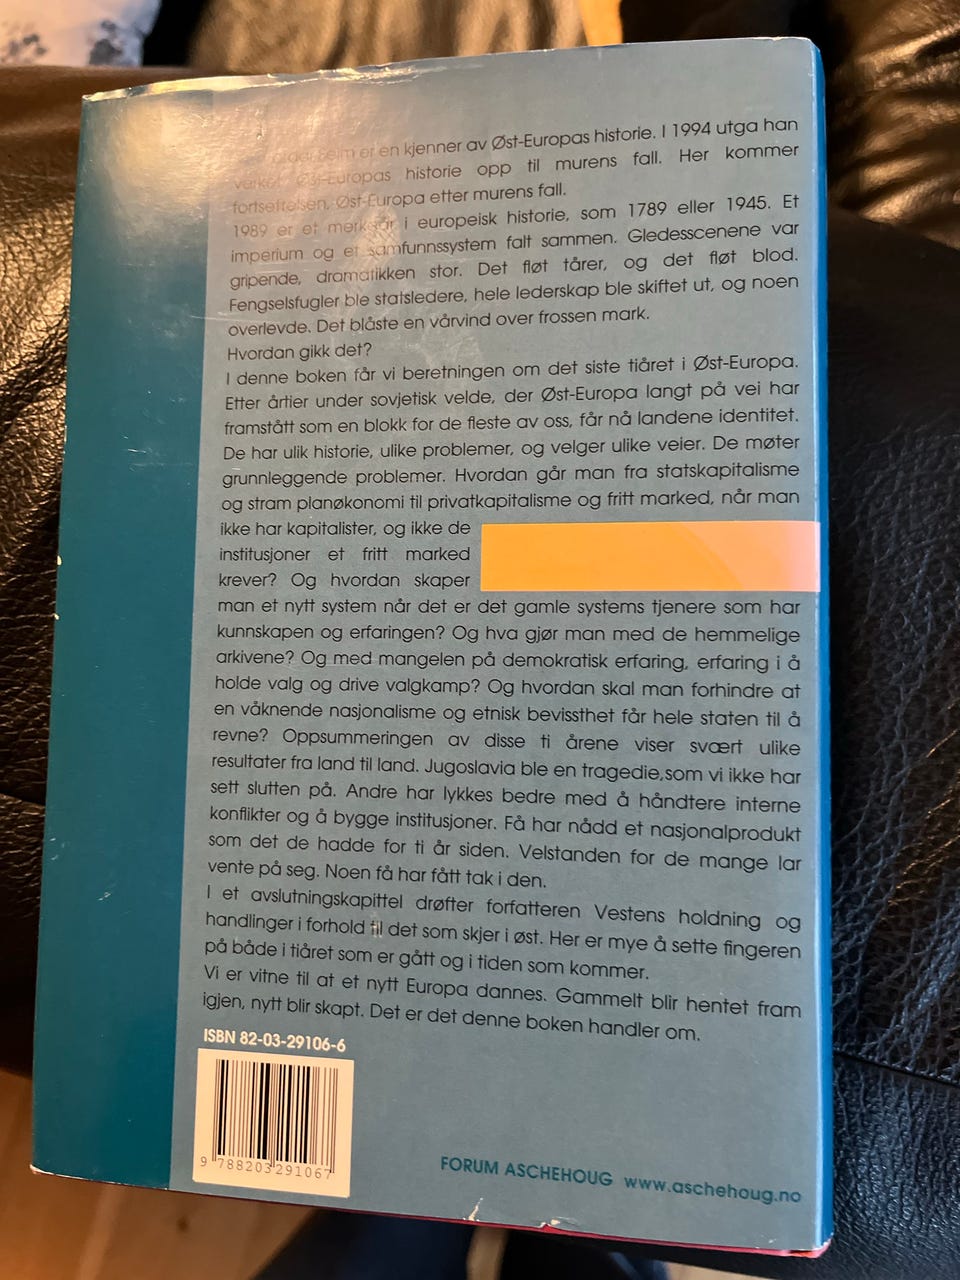 er en kjenner av Øst-Europas historie. I 1994 utga han
verket Øst-Europas historie opp til murens fall. Her kommer
fortsettelsen, Øst-Europa etter murens fall.
1989 er et merkeår i europeisk historie, som 1789 eller 1945. Et
imperium og et samfunnssystem falt sammen. Gledesscenene var
gripende, dramatikken stor. Det fløt tårer, og det fløt blod.
Fengselsfugler ble statsledere, hele lederskap ble skiftet ut, og noen
overlevde. Det blåste en vårvind over frossen mark.
Hvordan gikk det?
I denne boken får vi beretningen om det siste tiåret i Øst-Europa.
Etter årtier under sovjetisk velde, der Øst-Europa langt på vei har
framstått som en blokk for de fleste av oss, får nå landene identitet.
De har ulik historie, ulike problemer, og velger ulike veier. De møter
grunnleggende problemer. Hvordan går man fra statskapitalisme
og stram planøkonomi til privatkapitalisme og fritt marked, når man
ikke har kapitalister, og ikke de
institusjoner et fritt marked
krever? Og hvordan skaper
man et nytt system når det er det gamle systems tjenere som har
kunnskapen og erfaringen? Og hva gjør man med de hemmelige
arkivene? Og med mangelen på demokratisk erfaring, erfaring i å
holde valg og drive valgkamp? Og hvordan skal man forhindre at
en våknende nasjonalisme og etnisk bevissthet får hele staten til å
revne? Oppsummeringen av disse ti årene viser svært ulike
resultater fra land til land. Jugoslavia ble en tragedie,som vi ikke har
sett slutten på. Andre har lykkes bedre med å håndtere interne
konflikter og å bygge institusjoner. Få har nådd et nasjonalprodukt
som det de hadde for ti år siden. Velstanden for de mange lar
vente på seg. Noen få har fått tak i den.
I et avslutningskapittel drøfter forfatteren Vestens holdning og
handlinger i forhold til det som skjer i øst. Her er mye å sette fingeren
på både i tiåret som er gått og i tiden som kommer.
Vi er vitne til at et nytt Europa dannes. Gammelt blir hentet fram
igjen, nytt blir skapt. Det er det denne boken handler om.
ISBN 82-03-29106-6
9 788203 291067
FORUM ASCHEHOUG www.aschehoug.no